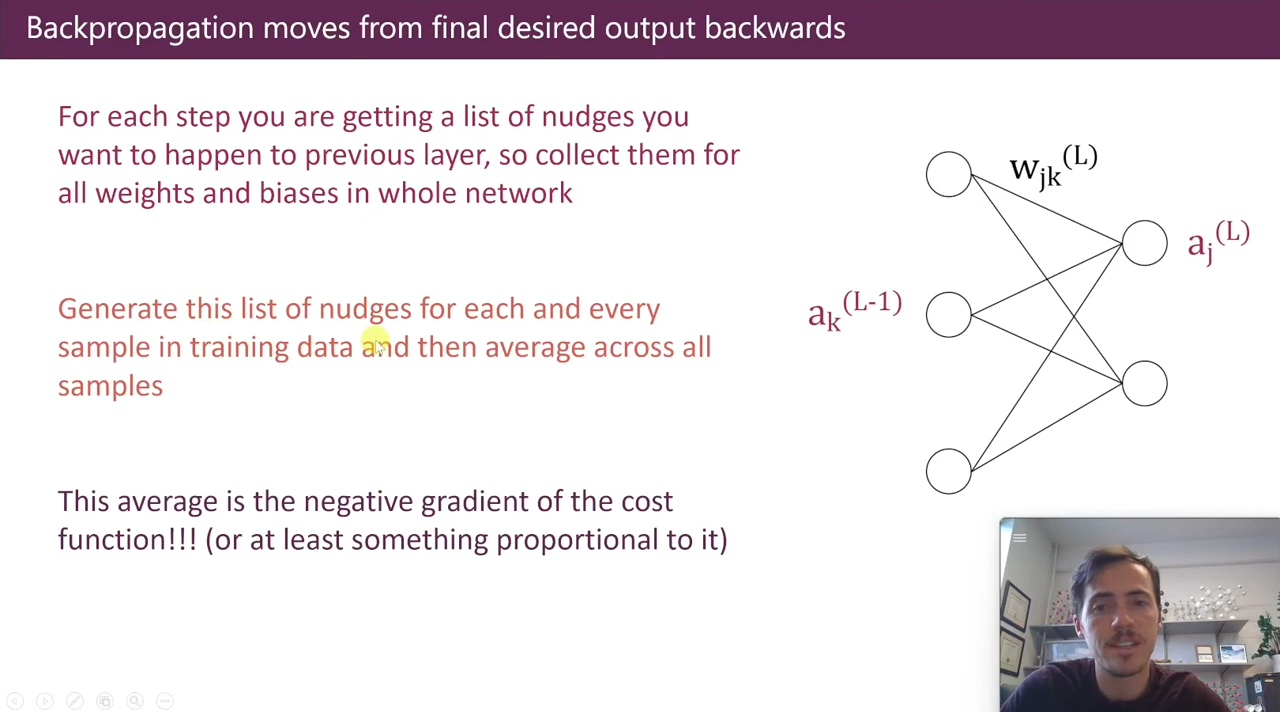 Backpropagation moves from final desired output backwards
For each step you are getting a list of nudges you
want to happen to previous layer, so collect them for
all weights and biases in whole network
Generate this list of nudges for each and every
sample in training data and then average across all
samples
This average is the negative gradient of the cost
function!!! (or at least something proportional to it)
w_jk^(L)
a_j^(L)
a_k^(L-1)